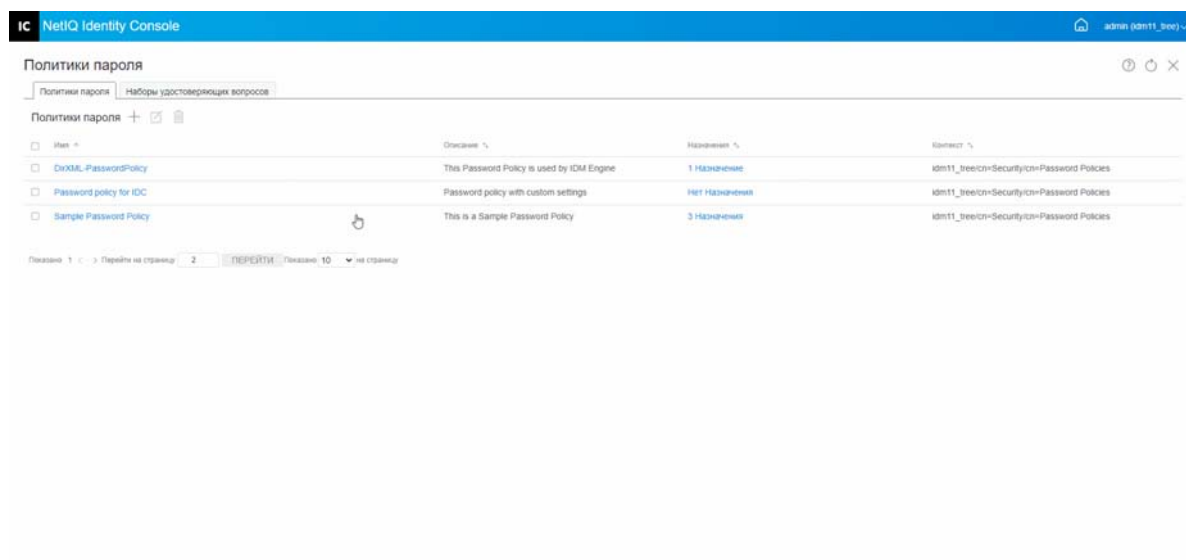 IC NetIQ Identity Console admin (idm11_tree)
Политики пароля
Политики пароля Наборы удостоверяющих вопросов
Политики пароля
Имя Описание Назначения Контекст
DirXML-PasswordPolicy This Password Policy is used by IDM Engine 1 Назначение idm11_tree/cn=Security/cn=Password Policies
Password policy for IDC Password policy with custom settings Нет Назначения idm11_tree/cn=Security/cn=Password Policies
Sample Password Policy This is a Sample Password Policy 3 Назначения idm11_tree/cn=Security/cn=Password Policies
Показано 1 < > Перейти на страницу 2 ПЕРЕЙТИ Показано 10 на страницу